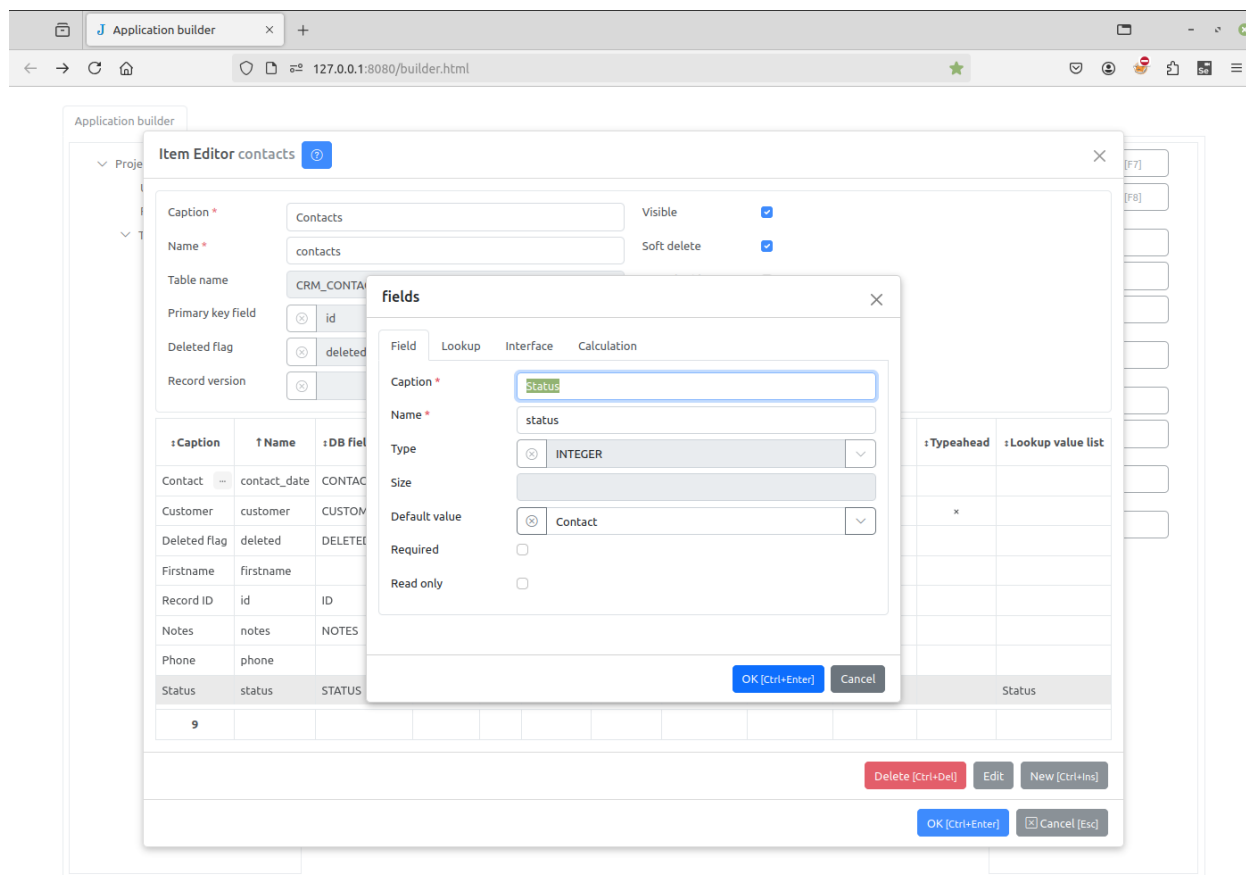 Application builder
127.0.0.1:8080/builder.html
Application builder
Item Editor contacts
Proje
[F7]
[F8]
Caption *
Contacts
Visible
Name *
contacts
Soft delete
Table name
CRM_CONTA
Primary key field
id
Deleted flag
deleted
Record version
fields
Field Lookup Interface Calculation
Caption *
Status
Name *
status
Type
INTEGER
Size
Default value
Contact
Required
Read only
OK [Ctrl+Enter] Cancel
Caption Name DB fiel Typeahead Lookup value list
Contact ... contact_date CONTAC
Customer customer CUSTOM ×
Deleted flag deleted DELETED
Firstname firstname
Record ID id ID
Notes notes NOTES
Phone phone
Status status STATUS Status
9
Delete [Ctrl+Del] Edit New [Ctrl+Ins]
OK [Ctrl+Enter] Cancel [Esc]